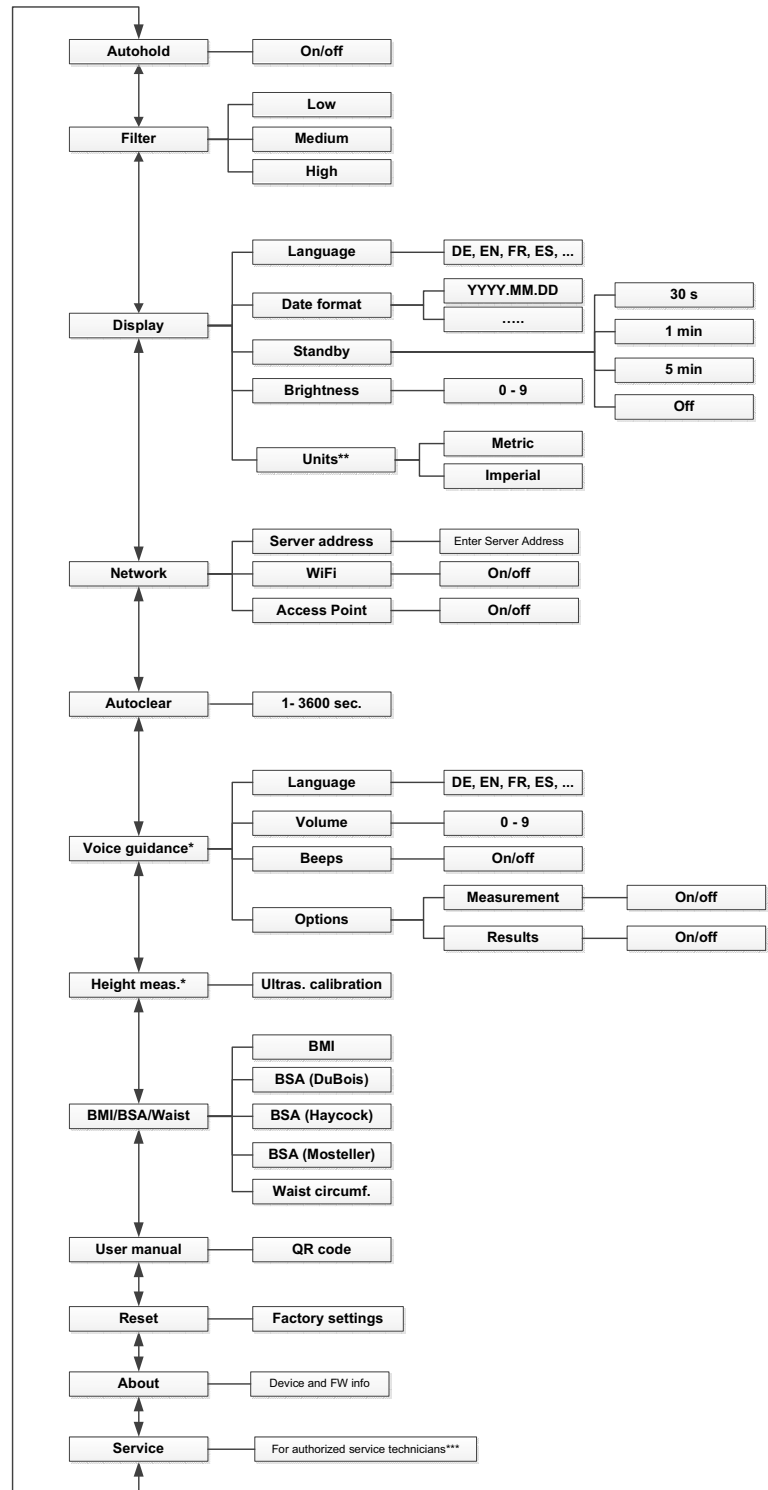 Autohold
On/off
Filter
Low
Medium
High
Display
Language
DE, EN, FR, ES, ...
Date format
YYYY.MM.DD
.....
Standby
30 s
1 min
5 min
Off
Brightness
0 - 9
Units**
Metric
Imperial
Network
Server address
Enter Server Address
WiFi
On/off
Access Point
On/off
Autoclear
1- 3600 sec.
Voice guidance*
Language
DE, EN, FR, ES, ...
Volume
0 - 9
Beeps
On/off
Options
Measurement
On/off
Results
On/off
Height meas.*
Ultras. calibration
BMI/BSA/Waist
BMI
BSA (DuBois)
BSA (Haycock)
BSA (Mosteller)
Waist circumf.
User manual
QR code
Reset
Factory settings
About
Device and FW info
Service
For authorized service technicians***